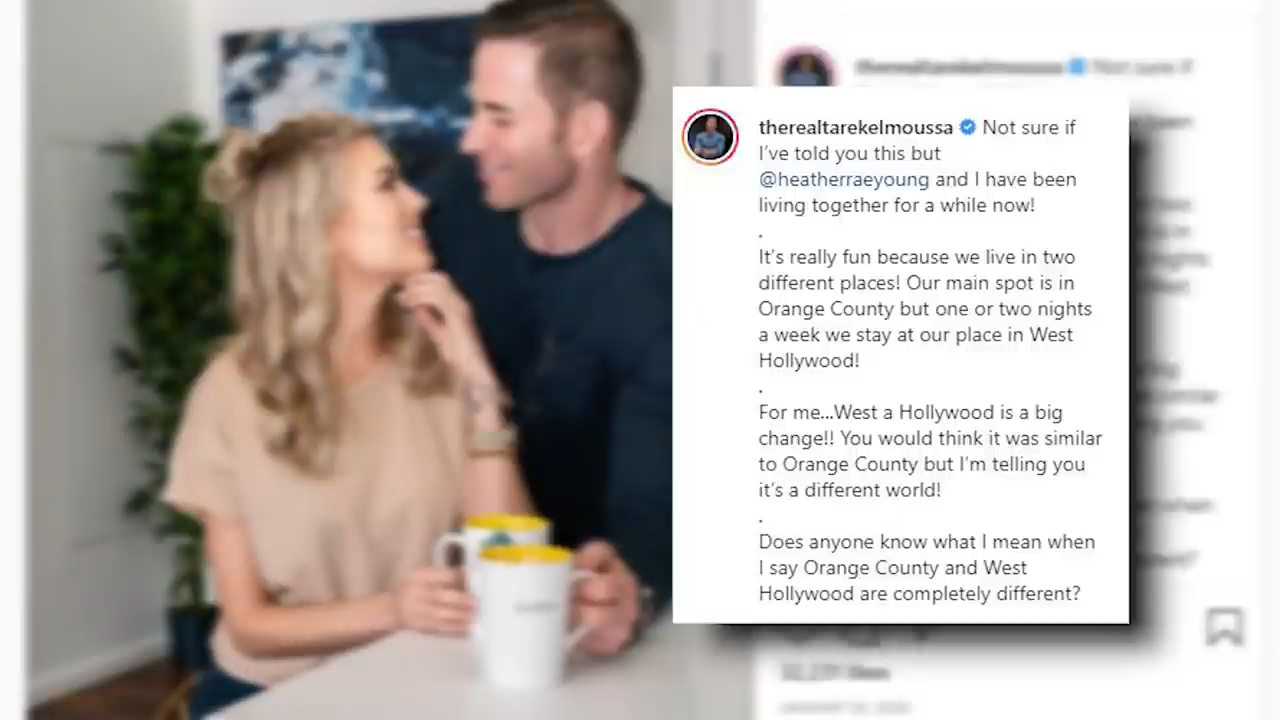 therealtarekelmoussa Not sure if
therealtarekelmoussa Not sure if
I've told you this but
@heatherraeyoung and I have been
living together for a while now!
.
It's really fun because we live in two
different places! Our main spot is in
Orange County but one or two nights
a week we stay at our place in West
Hollywood!
.
For me...West a Hollywood is a big
change!! You would think it was similar
to Orange County but I'm telling you
it's a different world!
.
Does anyone know what I mean when
I say Orange County and West
Hollywood are completely different?